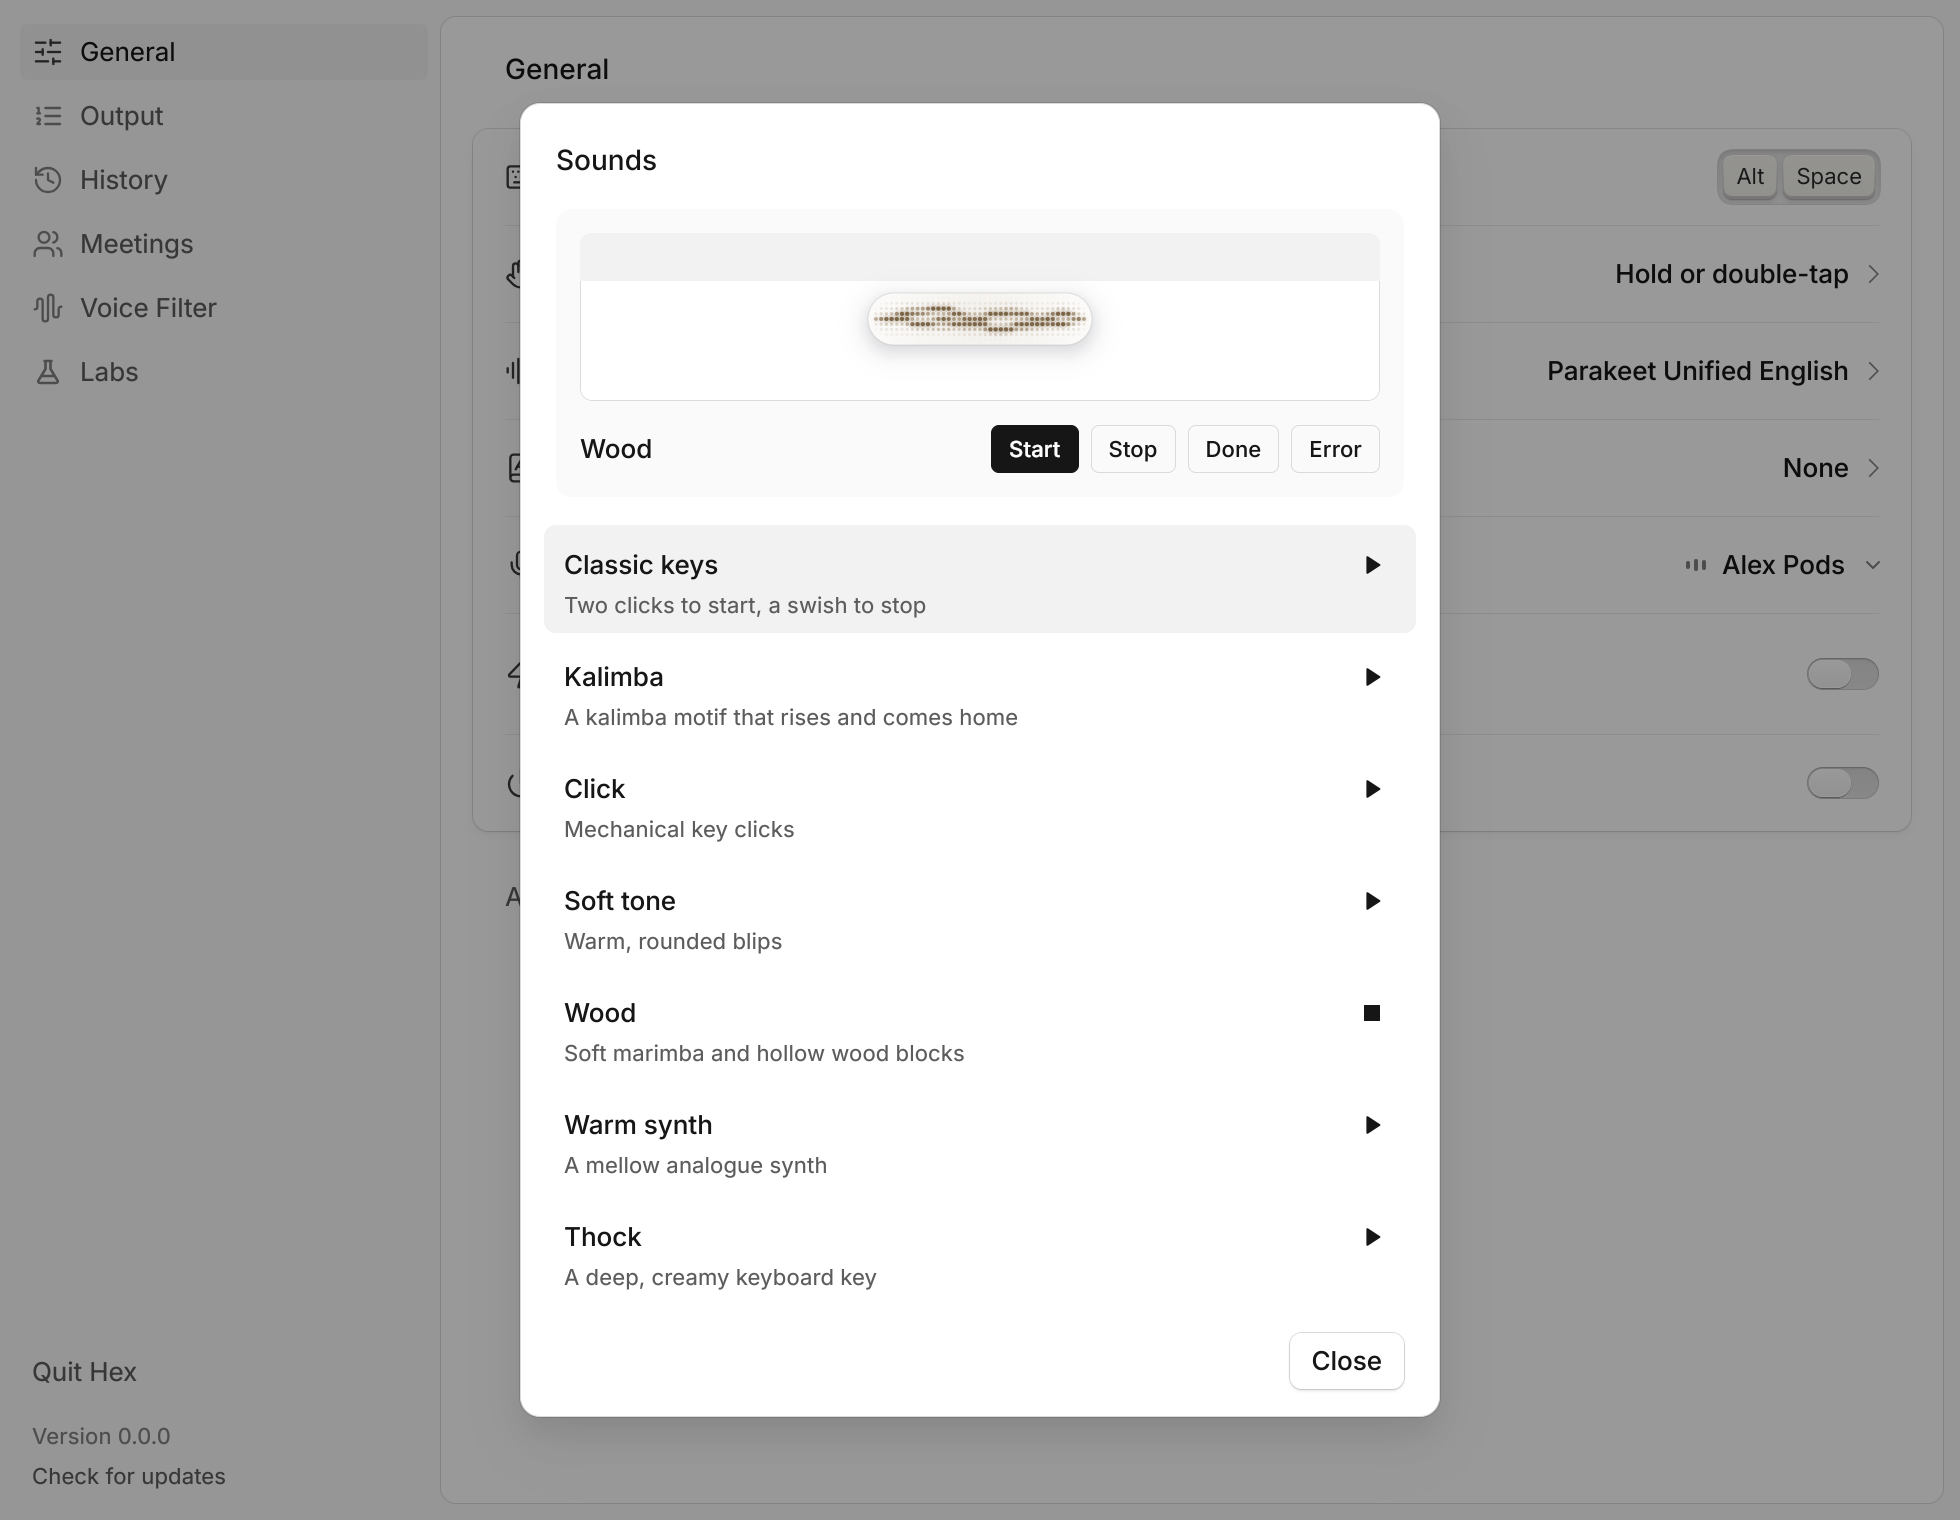 General
Output
History
Meetings
Voice Filter
Labs
Quit Hex
Version 0.0.0
Check for updates
General
Alt Space
Hold or double-tap
Parakeet Unified English
None
Alex Pods
Sounds
Wood
Start Stop Done Error
Classic keys
Two clicks to start, a swish to stop
Kalimba
A kalimba motif that rises and comes home
Click
Mechanical key clicks
Soft tone
Warm, rounded blips
Wood
Soft marimba and hollow wood blocks
Warm synth
A mellow analogue synth
Thock
A deep, creamy keyboard key
Close